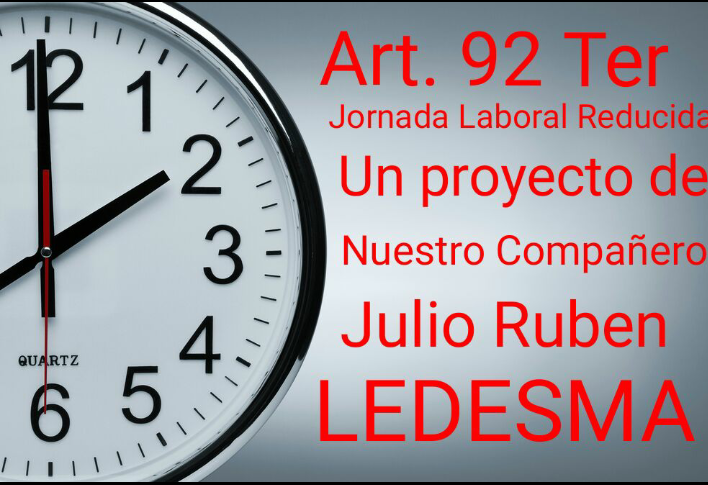 Art. 92 Ter
Jornada Laboral Reducida
Un proyecto de
Nuestro Compañero
Julio Ruben
LEDESMA
12
1
2
3
4
5
6
QUARTZ